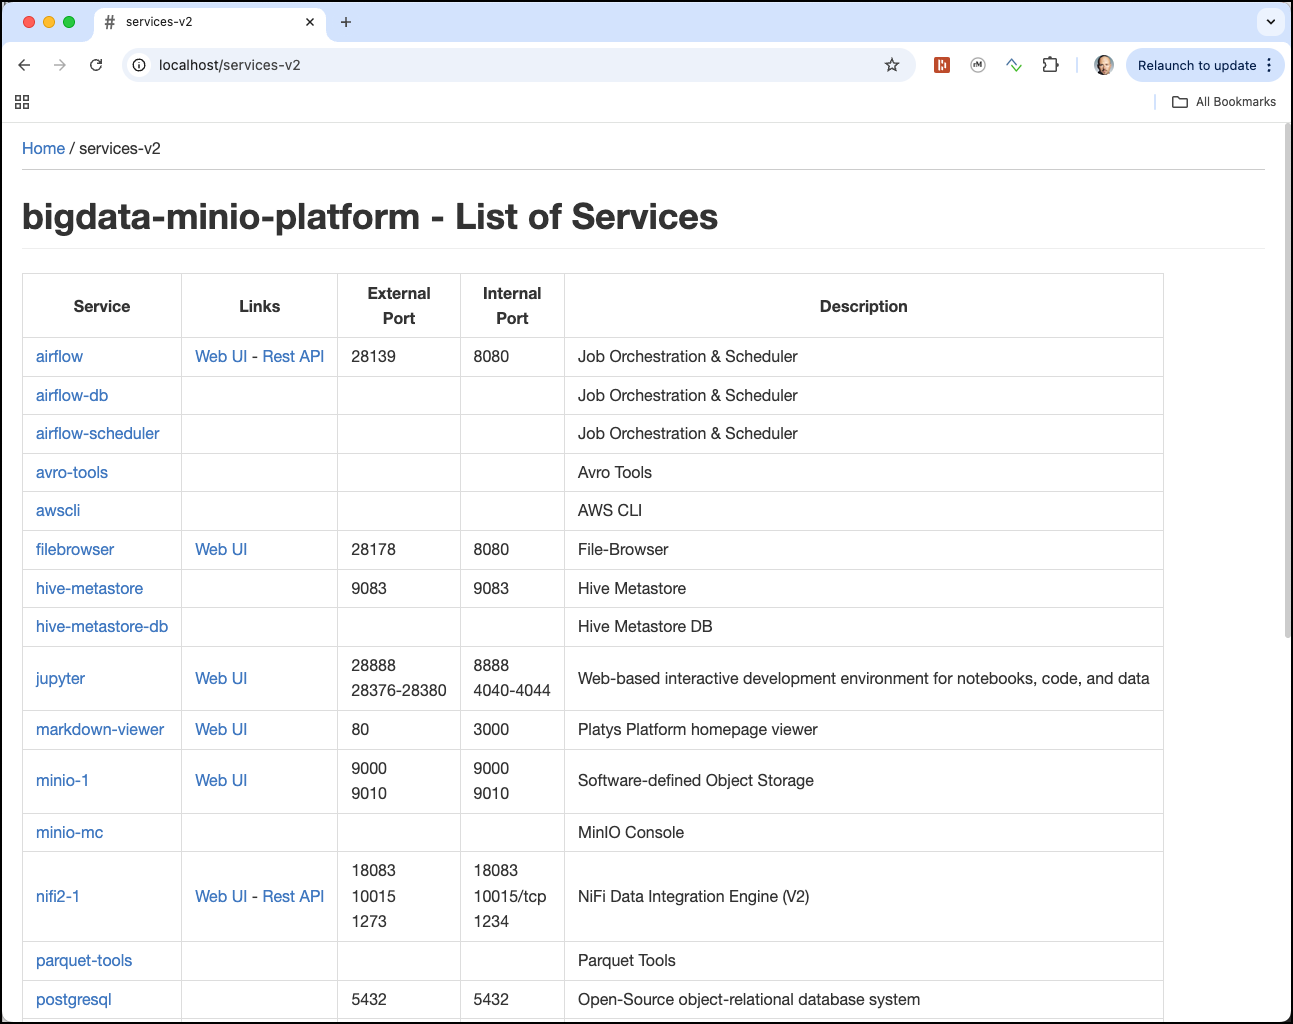 services-v2
localhost/services-v2
Relaunch to update
All Bookmarks
Home / services-v2
bigdata-minio-platform - List of Services
Service Links External Port Internal Port Description
airflow Web UI - Rest API 28139 8080 Job Orchestration & Scheduler
airflow-db Job Orchestration & Scheduler
airflow-scheduler Job Orchestration & Scheduler
avro-tools Avro Tools
awscli AWS CLI
filebrowser Web UI 28178 8080 File-Browser
hive-metastore 9083 9083 Hive Metastore
hive-metastore-db Hive Metastore DB
jupyter Web UI 28888 8888 Web-based interactive development environment for notebooks, code, and data
28376-28380 4040-4044
markdown-viewer Web UI 80 3000 Platys Platform homepage viewer
minio-1 Web UI 9000 9000 Software-defined Object Storage
9010 9010
minio-mc MinIO Console
nifi2-1 Web UI - Rest API 18083 18083 NiFi Data Integration Engine (V2)
10015 10015/tcp
1273 1234
parquet-tools Parquet Tools
postgresql 5432 5432 Open-Source object-relational database system